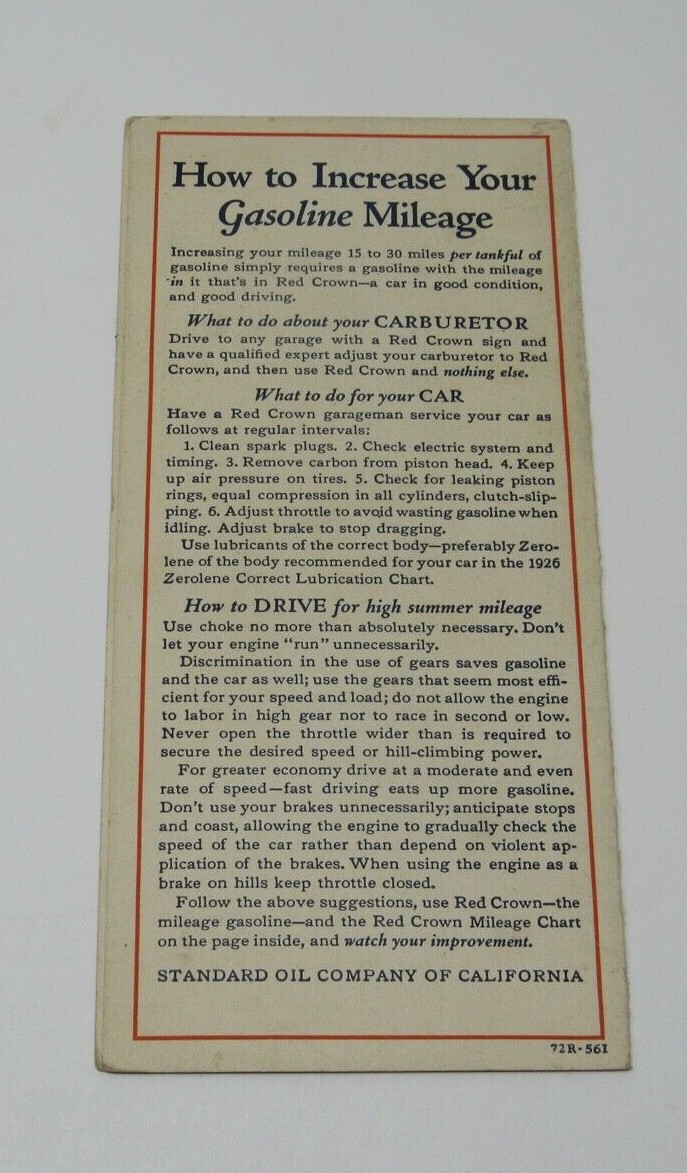 How to Increase Your
Gasoline Mileage
Increasing your mileage 15 to 30 miles per tankful of
gasoline simply requires a gasoline with the mileage
in it that's in Red Crown—a car in good condition,
and good driving.
What to do about your CARBURETOR
Drive to any garage with a Red Crown sign and
have a qualified expert adjust your carburetor to Red
Crown, and then use Red Crown and nothing else.
What to do for your CAR
Have a Red Crown garageman service your car as
follows at regular intervals:
1. Clean spark plugs. 2. Check electric system and
timing. 3. Remove carbon from piston head. 4. Keep
up air pressure on tires. 5. Check for leaking piston
rings, equal compression in all cylinders, clutch-slip-
ping. 6. Adjust throttle to avoid wasting gasoline when
idling. Adjust brake to stop dragging.
Use lubricants of the correct body—preferably Zero-
lene of the body recommended for your car in the 1926
Zerolene Correct Lubrication Chart.
How to DRIVE for high summer mileage
Use choke no more than absolutely necessary. Don't
let your engine "run" unnecessarily.
Discrimination in the use of gears saves gasoline
and the car as well; use the gears that seem most effi-
cient for your speed and load; do not allow the engine
to labor in high gear nor to race in second or low.
Never open the throttle wider than is required to
secure the desired speed or hill-climbing power.
For greater economy drive at a moderate and even
rate of speed—fast driving eats up more gasoline.
Don't use your brakes unnecessarily; anticipate stops
and coast, allowing the engine to gradually check the
speed of the car rather than depend on violent ap-
plication of the brakes. When using the engine as a
brake on hills keep throttle closed.
Follow the above suggestions, use Red Crown—the
mileage gasoline—and the Red Crown Mileage Chart
on the page inside, and watch your improvement.
STANDARD OIL COMPANY OF CALIFORNIA
72R-561